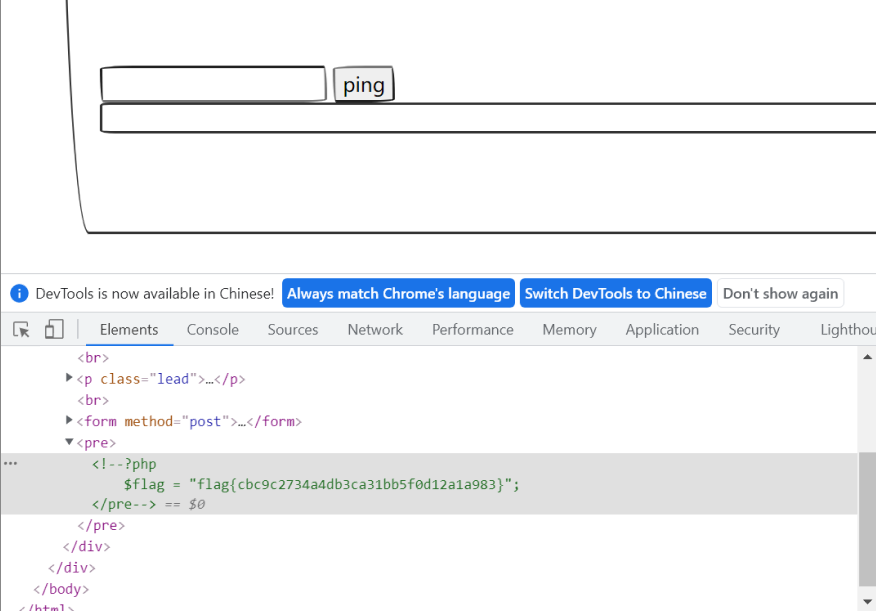 ping
DevTools is now available in Chinese! Always match Chrome's language Switch DevTools to Chinese Don't show again
Elements Console Sources Network Performance Memory Application Security Lighthou
<br>
<p class="lead">…</p>
<br>
<form method="post">…</form>
<pre>
<!--?php
$flag = "flag{cbc9c2734a4db3ca31bb5f0d12a1a983}";
</pre--> == $0
</pre>
</div>
</div>
</body>
</html>